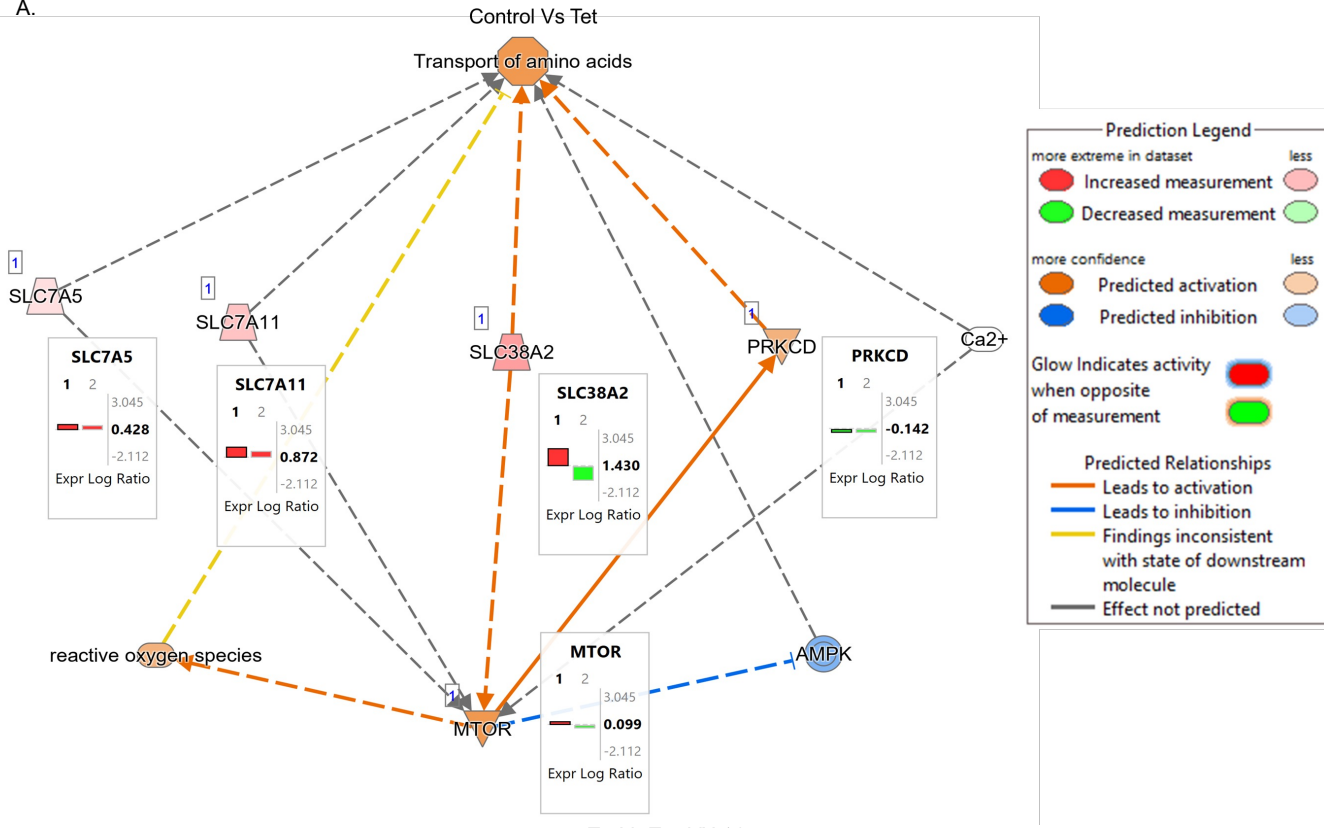 A.
Control Vs Tet
Transport of amino acids
1
SLC7A5
1
SLC7A11
1
SLC38A2
1
PRKCD
Ca2+
SLC7A5
1 2
3.045
0.428
-2.112
Expr Log Ratio
SLC7A11
1 2
3.045
0.872
-2.112
Expr Log Ratio
SLC38A2
1 2
3.045
1.430
-2.112
Expr Log Ratio
PRKCD
1 2
3.045
-0.142
-2.112
Expr Log Ratio
reactive oxygen species
1
MTOR
MTOR
1 2
3.045
0.099
-2.112
Expr Log Ratio
AMPK
Prediction Legend
more extreme in dataset less
Increased measurement
Decreased measurement
more confidence less
Predicted activation
Predicted inhibition
Glow Indicates activity
when opposite
of measurement
Predicted Relationships
Leads to activation
Leads to inhibition
Findings inconsistent
with state of downstream
molecule
Effect not predicted